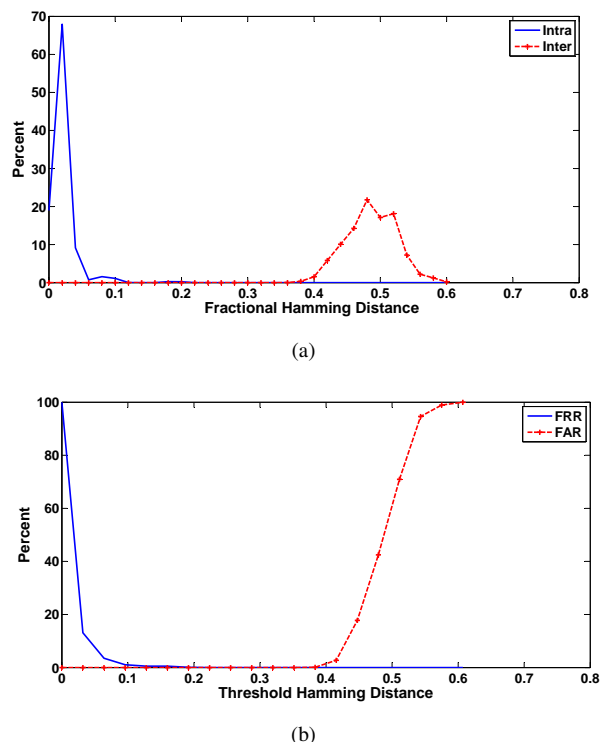 70
60
50
40
30
20
10
0
Percent
Intra
Inter
0 0.1 0.2 0.3 0.4 0.5 0.6 0.7 0.8
Fractional Hamming Distance
(a)
100
80
60
40
20
0
Percent
FRR
FAR
0 0.1 0.2 0.3 0.4 0.5 0.6 0.7 0.8
Threshold Hamming Distance
(b)